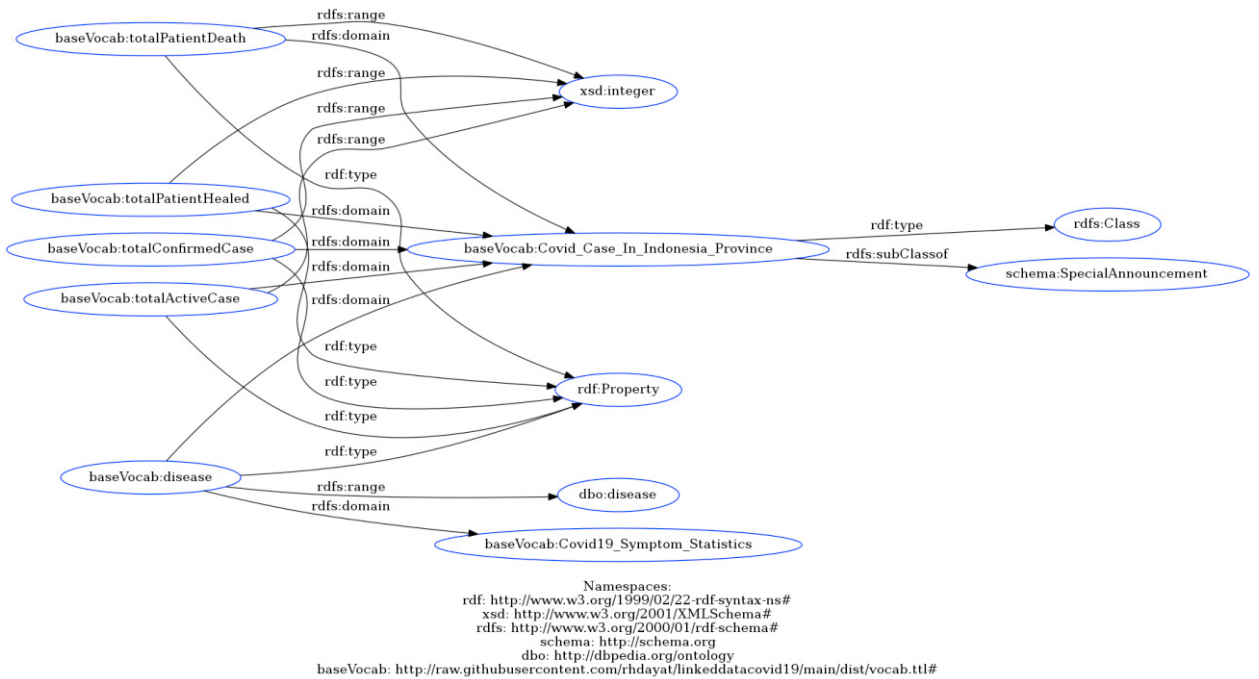 rdfs:range
baseVocab:totalPatientDeath
rdfs:domain
rdfs:range
xsd:integer
rdfs:range
rdfs:range
rdf:type
baseVocab:totalPatientHealed
rdfs:domain
rdfs:Class
rdf:type
baseVocab:totalConfirmedCase
rdfs:domain
baseVocab:Covid_Case_In_Indonesia_Province
rdfs:subClassof
rdfs:domain
schema:SpecialAnnouncement
baseVocab:totalActiveCase
rdfs:domain
rdf:type
rdf:type
rdf:Property
rdf:type
rdf:type
baseVocab:disease
rdfs:range
dbo:disease
rdfs:domain
baseVocab:Covid19_Symptom_Statistics
Namespaces:
rdf: http://www.w3.org/1999/02/22-rdf-syntax-ns#
xsd: http://www.w3.org/2001/XMLSchema#
rdfs: http://www.w3.org/2000/01/rdf-schema#
schema: http://schema.org
dbo: http://dbpedia.org/ontology
baseVocab: http://raw.githubusercontent.com/rhdayat/linkeddatacovid19/main/dist/vocab.ttl#